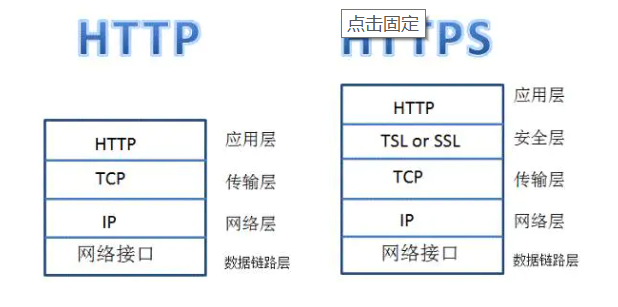 HTTP
HTTP 应用层
TCP 传输层
IP 网络层
网络接口 数据链路层
点击固定
HTTPS
HTTP 应用层
TSL or SSL 安全层
TCP 传输层
IP 网络层
网络接口 数据链路层